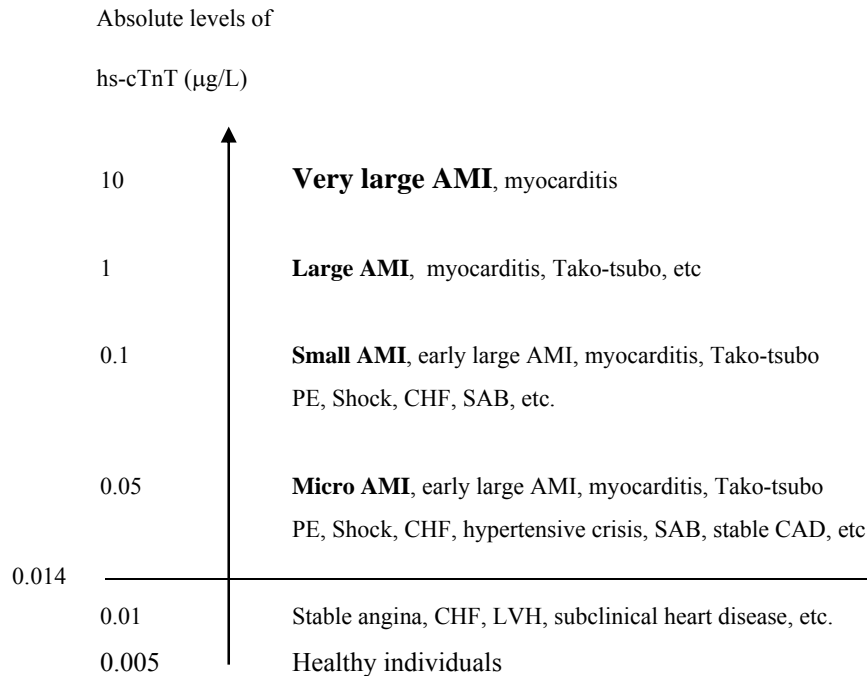 Absolute levels of
hs-cTnT (μg/L)
10 Very large AMI, myocarditis
1 Large AMI, myocarditis, Tako-tsubo, etc
0.1 Small AMI, early large AMI, myocarditis, Tako-tsubo
PE, Shock, CHF, SAB, etc.
0.05 Micro AMI, early large AMI, myocarditis, Tako-tsubo
PE, Shock, CHF, hypertensive crisis, SAB, stable CAD, etc
0.014
0.01 Stable angina, CHF, LVH, subclinical heart disease, etc.
0.005 Healthy individuals